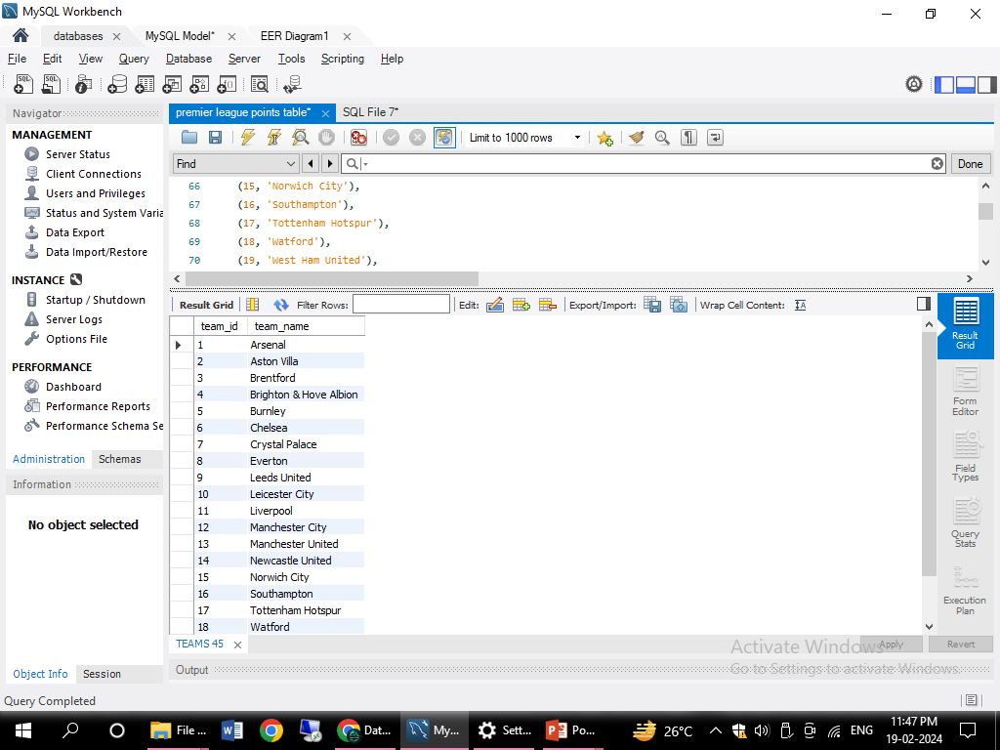 MySQL Workbench
databases
MySQL Model*
EER Diagram1
File Edit View Query Database Server Tools Scripting Help
Navigator
MANAGEMENT
Server Status
Client Connections
Users and Privileges
Status and System Varia
Data Export
Data Import/Restore
INSTANCE
Startup / Shutdown
Server Logs
Options File
PERFORMANCE
Dashboard
Performance Reports
Performance Schema Se
Administration Schemas
Information
No object selected
Object Info Session
premier league points table*
SQL File 7*
Limit to 1000 rows
Find
Done
66 (15, 'Norwich City'),
67 (16, 'Southampton'),
68 (17, 'Tottenham Hotspur'),
69 (18, 'Watford'),
70 (19, 'West Ham United'),
Result Grid Filter Rows: Edit: Export/Import: Wrap Cell Content: IA
team_id team_name
1 Arsenal
2 Aston Villa
3 Brentford
4 Brighton & Hove Albion
5 Burnley
6 Chelsea
7 Crystal Palace
8 Everton
9 Leeds United
10 Leicester City
11 Liverpool
12 Manchester City
13 Manchester United
14 Newcastle United
15 Norwich City
16 Southampton
17 Tottenham Hotspur
18 Watford
Result
Grid
Form
Editor
Field
Types
Query
Stats
Execution
Plan
TEAMS 45
Apply Revert
Output
Activate Windows
Go to Settings to activate Windows.
Query Completed
File ...
Dat...
My...
Sett...
Po...
26°C
ENG
11:47 PM
19-02-2024